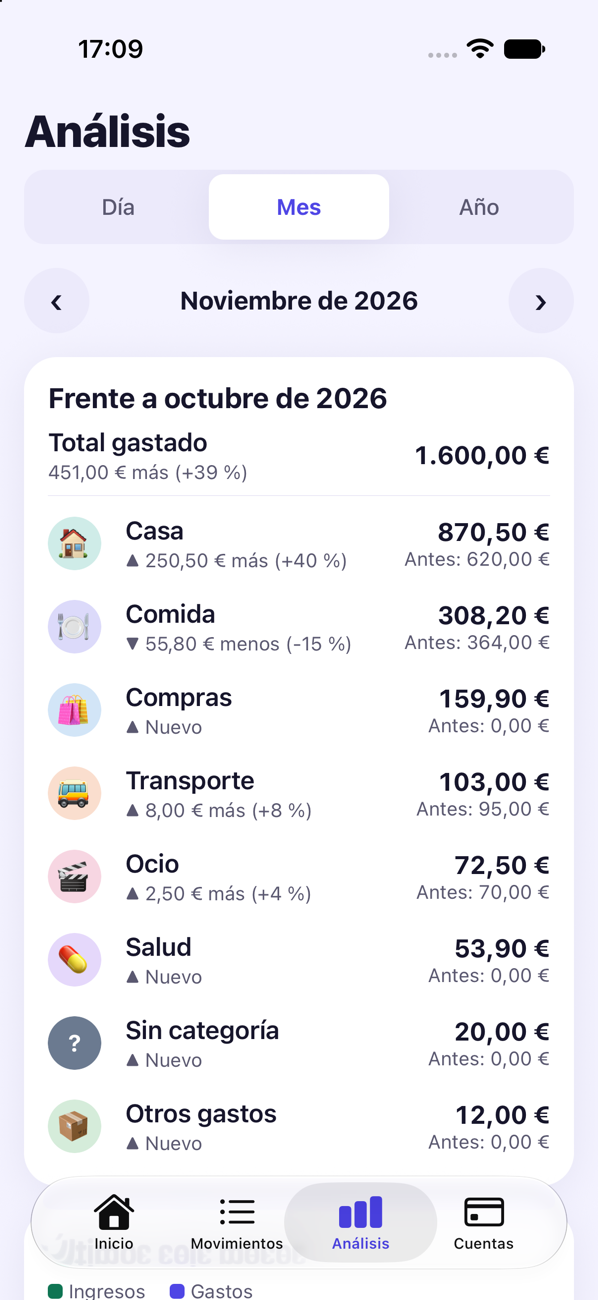 17:09
Análisis
Día
Mes
Año
Noviembre de 2026
Frente a octubre de 2026
Total gastado
1.600,00 €
451,00 € más (+39 %)
Casa
870,50 €
▲ 250,50 € más (+40 %)
Antes: 620,00 €
Comida
308,20 €
▼ 55,80 € menos (-15 %)
Antes: 364,00 €
Compras
159,90 €
▲ Nuevo
Antes: 0,00 €
Transporte
103,00 €
▲ 8,00 € más (+8 %)
Antes: 95,00 €
Ocio
72,50 €
▲ 2,50 € más (+4 %)
Antes: 70,00 €
Salud
53,90 €
▲ Nuevo
Antes: 0,00 €
?
Sin categoría
20,00 €
▲ Nuevo
Antes: 0,00 €
Otros gastos
12,00 €
▲ Nuevo
Antes: 0,00 €
Inicio
Movimientos
Análisis
Cuentas
Ingresos
Gastos